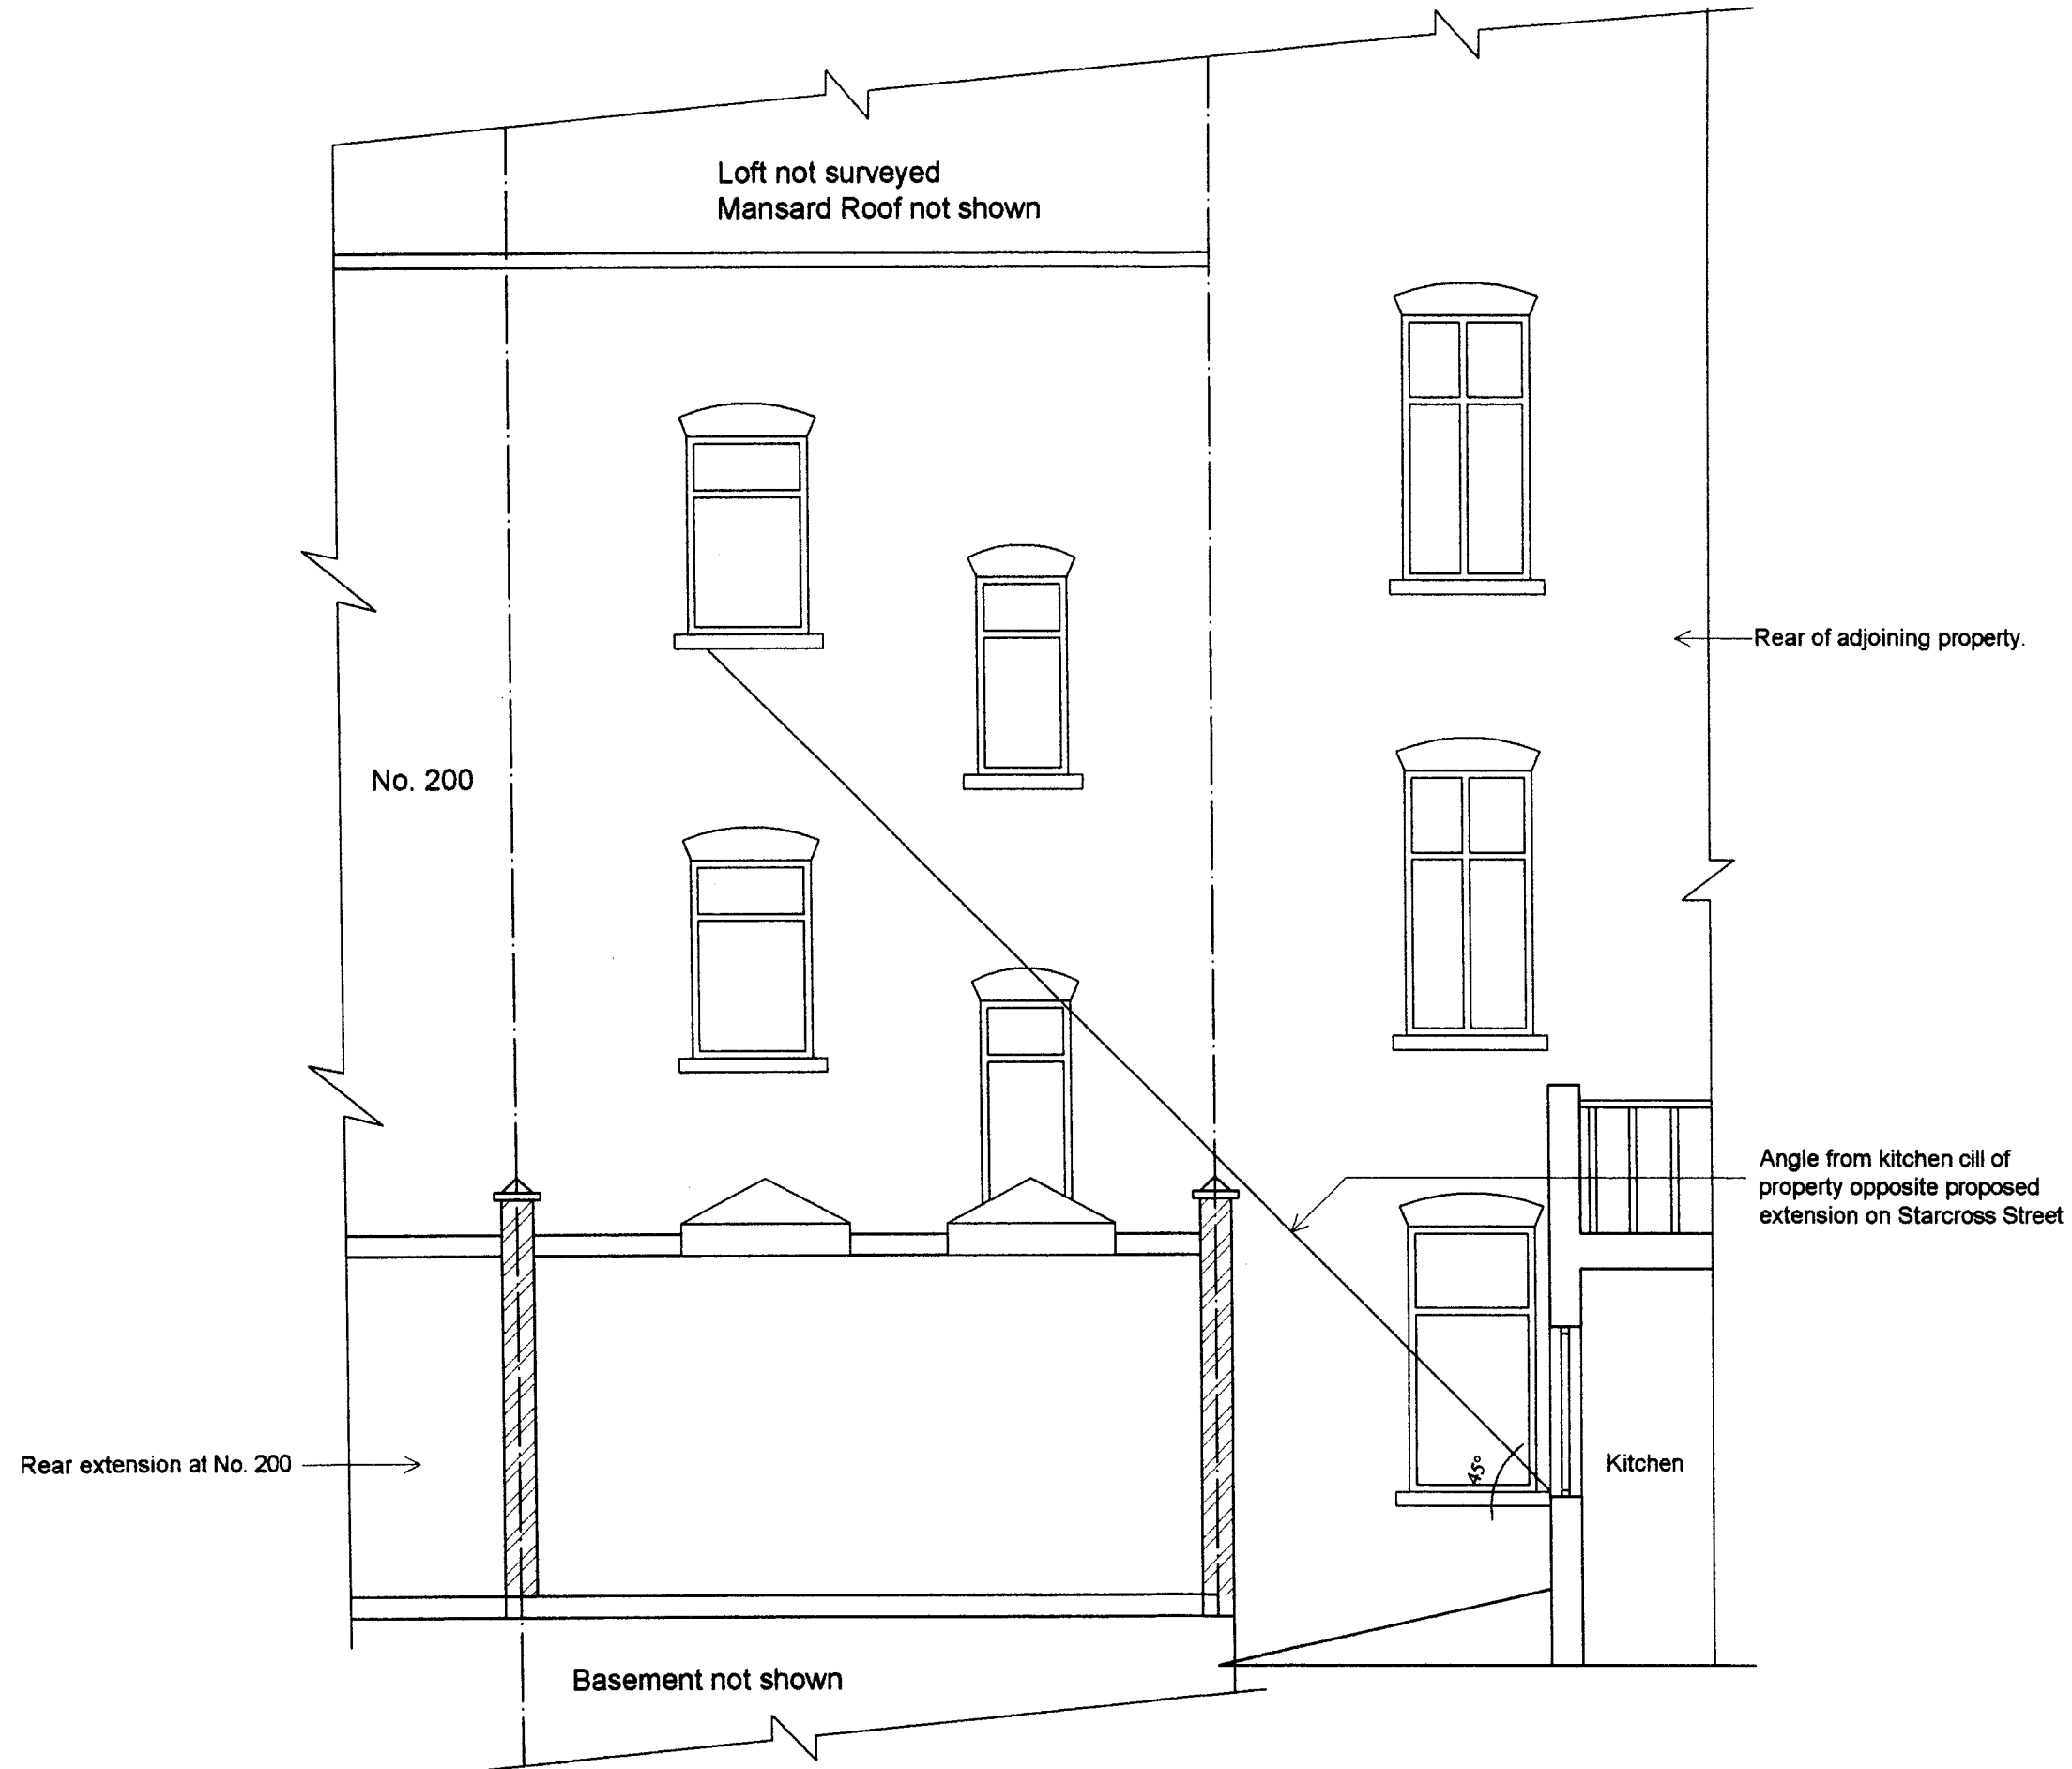 Loft not surveyed
Mansard Roof not shown
Rear of adjoining property.
No. 200
Angle from kitchen cill of
property opposite proposed
extension on Starcross Street
45°
Kitchen
Rear extension at No. 200
Basement not shown